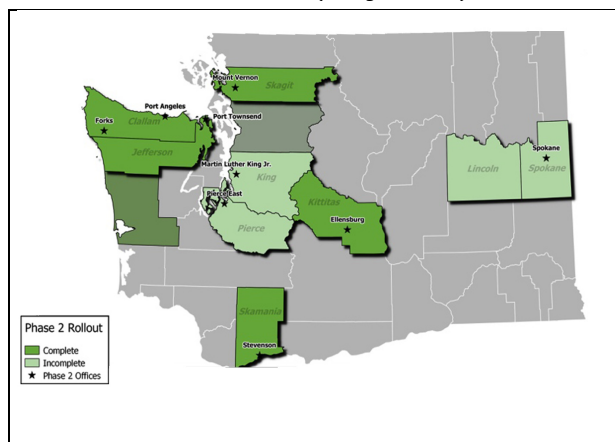 Mount Vernon
Skagit
Port Angeles
Clallam
Forks
Port Townsend
Jefferson
Martin Luther King Jr.
King
Pierce East
Pierce
Kittitas
Ellensburg
Spokane
Lincoln
Spokane
Skamania
Stevenson
Phase 2 Rollout
Complete
Incomplete
Phase 2 Offices